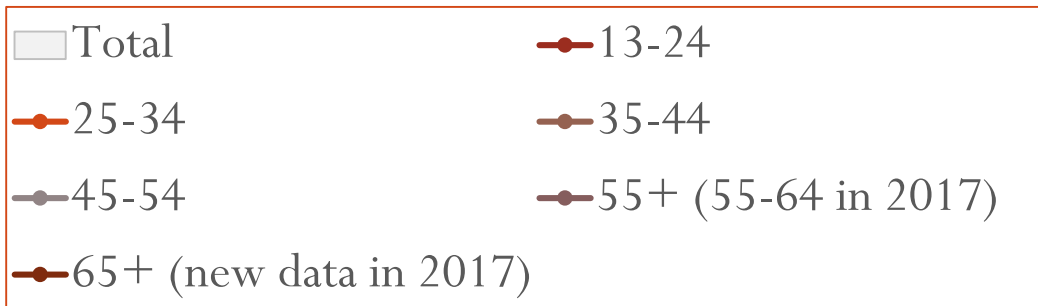 Total
13-24
25-34
35-44
45-54
55+ (55-64 in 2017)
65+ (new data in 2017)